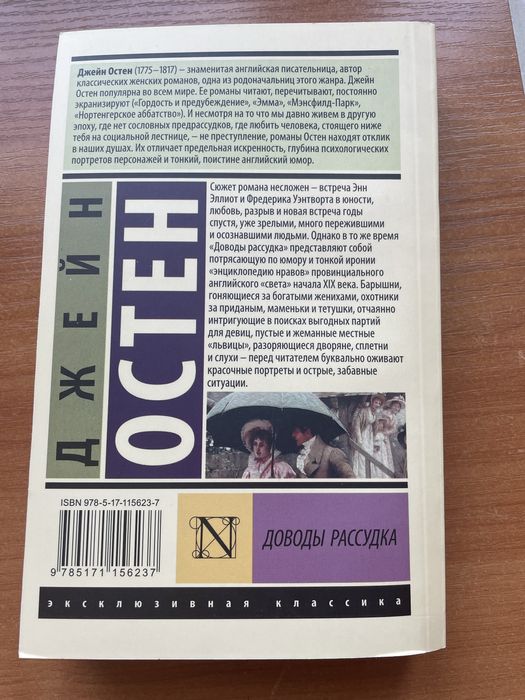 Джейн Остен (1775–1817) – знаменитая английская писательница, автор
классических женских романов, одна из родоначальниц этого жанра. Джейн
Остен популярна во всем мире. Ее романы читают, перечитывают, постоянно
экранизируют («Гордость и предубеждение», «Эмма», «Мэнсфилд-Парк»,
«Нортенгерское аббатство»). И несмотря на то что мы давно живем в другую
эпоху, где нет сословных предрассудков, где любить человека, стоящего ниже
тебя на социальной лестнице, – не преступление, романы Остен находят отклик
в наших душах. Их отличает предельная искренность, глубина психологических
портретов персонажей и тонкий, поистине английский юмор.
ДЖЕЙН
ОСТЕН
Сюжет романа несложен – встреча Энн
Эллиот и Фредерика Уэнтворта в юности,
любовь, разрыв и новая встреча годы
спустя, уже зрелыми, много пережившими
и осознавшими людьми. Однако в то же время
«Доводы рассудка» представляют собой
потрясающую по юмору и тонкой иронии
«энциклопедию нравов» провинциального
английского «света» начала XIX века. Барышни,
гоняющиеся за богатыми женихами, охотники
за приданым, маменьки и тетушки, отчаянно
интригующие в поисках выгодных партий
для девиц, пустые и жеманные местные
«львицы», разоряющиеся дворяне, сплетни
и слухи – перед читателем буквально оживают
красочные портреты и острые, забавные
ситуации.
ISBN 978-5-17-115623-7
9 785171 156237
N
ДОВОДЫ РАССУДКА
эксклюзивная классика